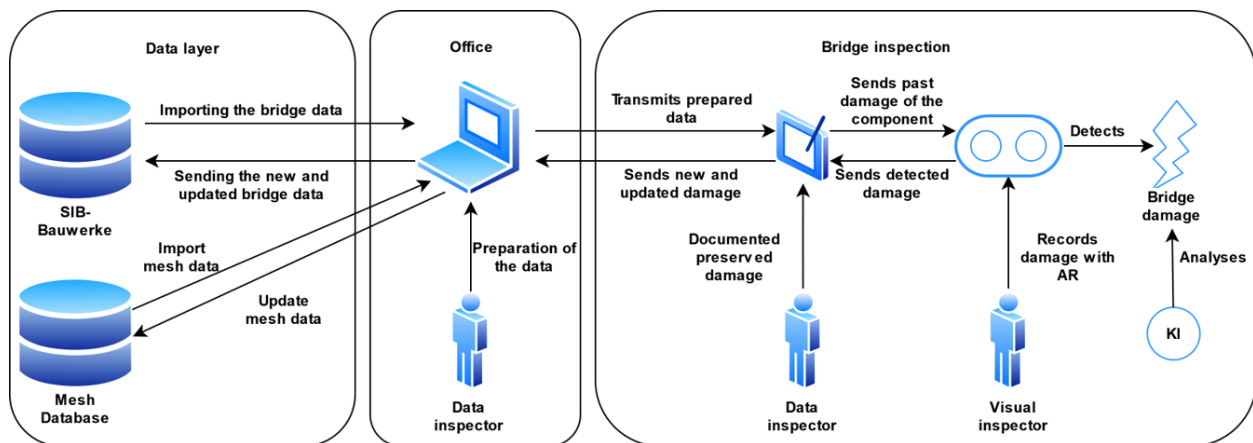 Data layer
Office
Bridge inspection
Importing the bridge data
Sending the new and
updated bridge data
SIB-
Bauwerke
Import
mesh data
Update
mesh data
Mesh
Database
Preparation of
the data
Data
inspector
Transmits prepared
data
Sends new and
updated damage
Sends past
damage of the
component
Sends detected
damage
Detects
Bridge
damage
Documented
preserved
damage
Records
damage with
AR
Analyses
KI
Data
inspector
Visual
inspector